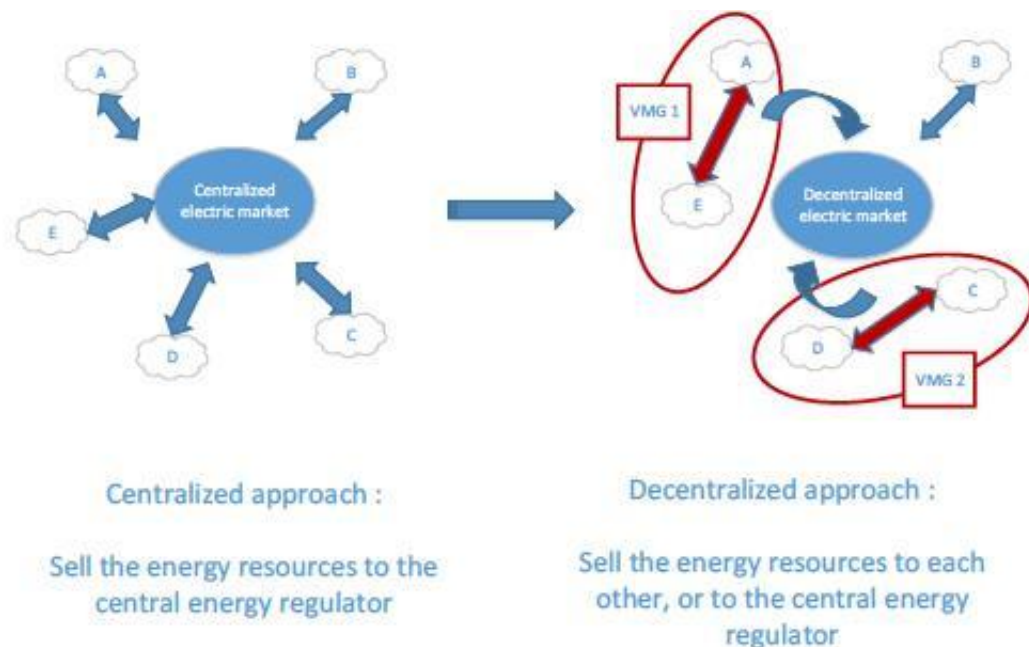 A
B
Centralized
electric market
E
D
C
A
B
VMG 1
E
Decentralized
electric market
C
D
VMG 2
Centralized approach :
Sell the energy resources to the
central energy regulator
Decentralized approach :
Sell the energy resources to each
other, or to the central energy
regulator